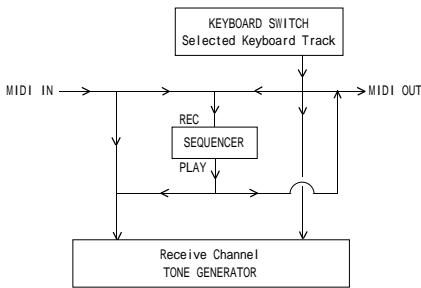 KEYBOARD SWITCH
Selected Keyboard Track
MIDI IN
MIDI OUT
REC
SEQUENCER
PLAY
Receive Channel
TONE GENERATOR